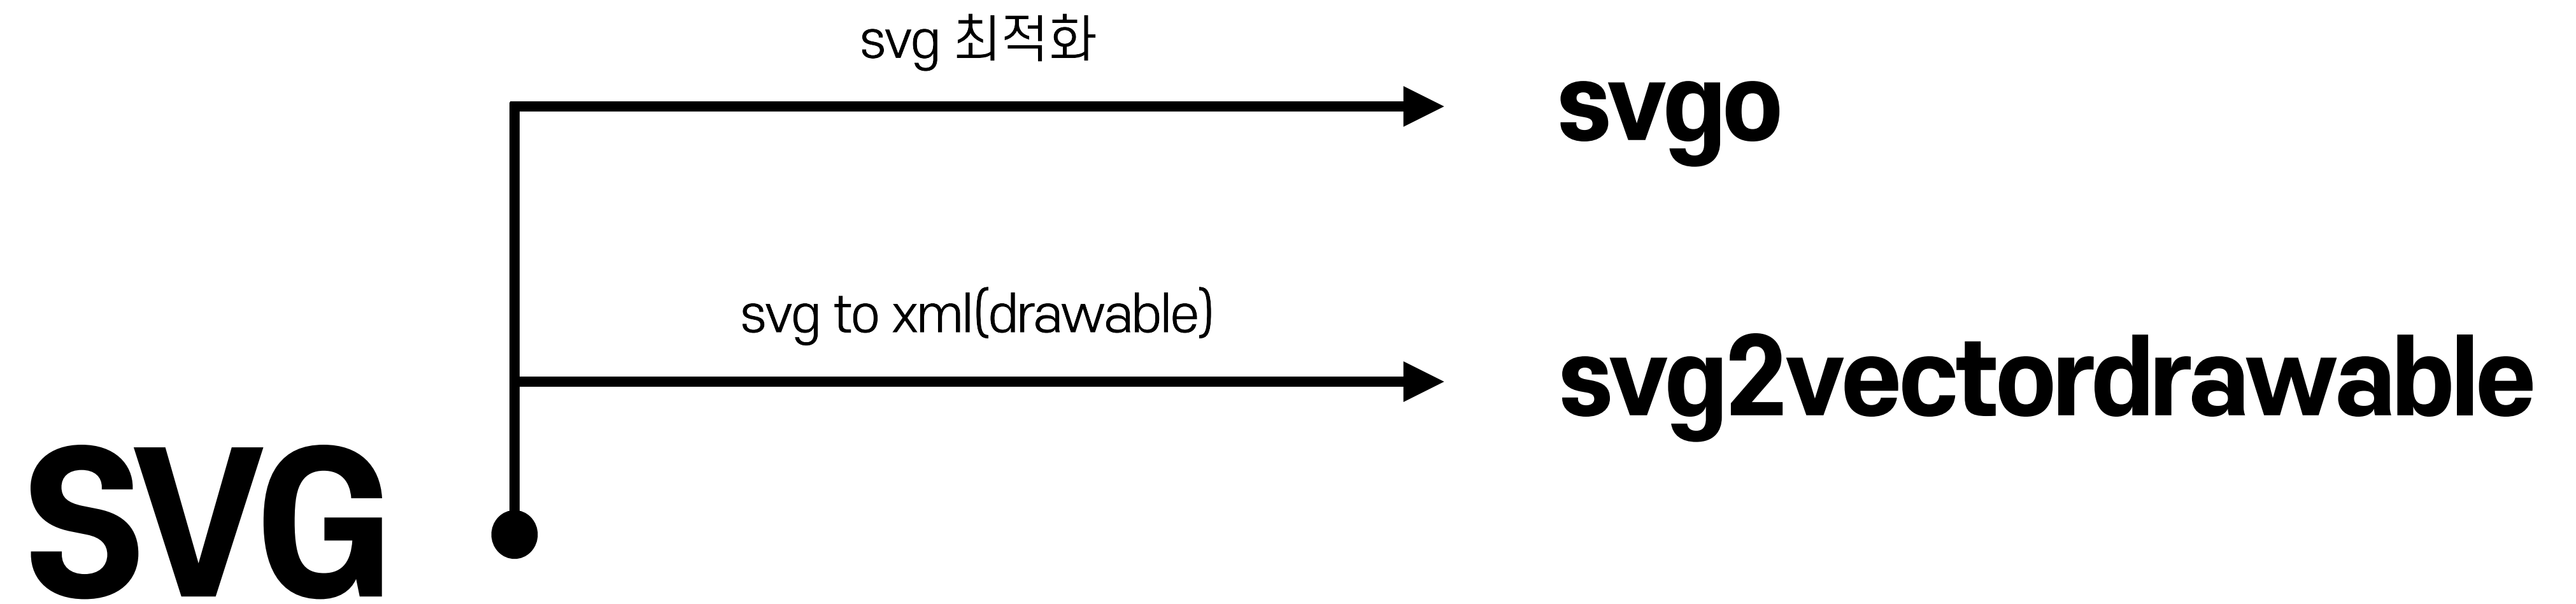 svg 최적화
svgo
svg to xml(drawable)
svg2vectordrawable
SVG